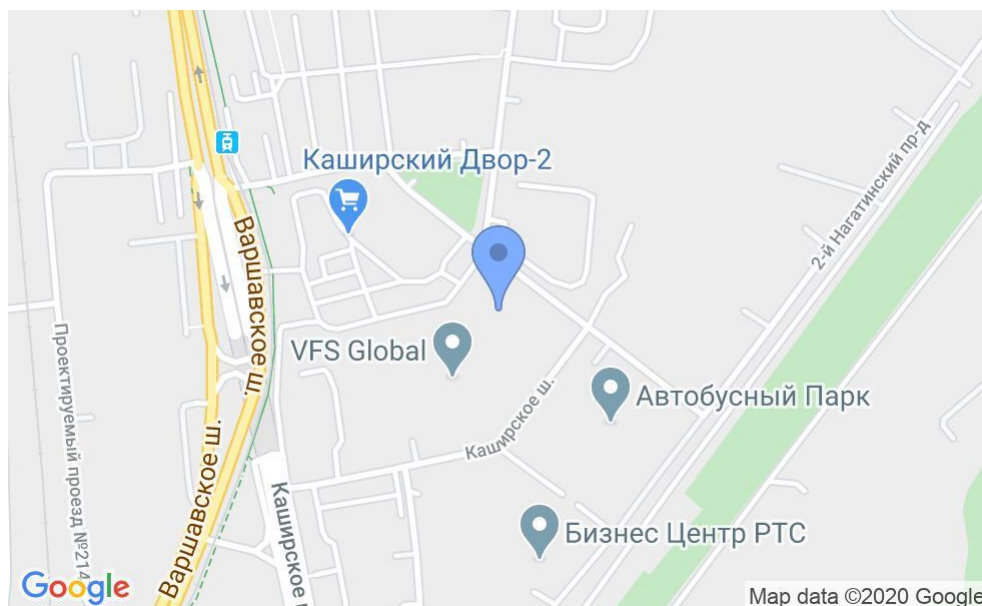 Каширский Двор-2
2-й Нагатинский пр-д
Варшавское ш.
VFS Global
Проектируемый проезд №214
Автобусный Парк
Каширское ш.
Варшавское ш.
Каширское
Бизнес Центр РТС
Google
Map data ©2020 Google